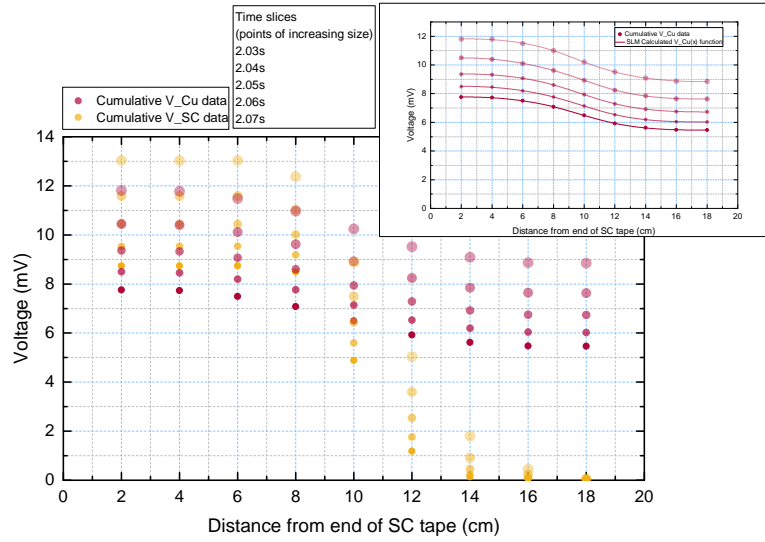 Time slices
(points of increasing size)
2.03s
2.04s
2.05s
2.06s
2.07s
Cumulative V_Cu data
Cumulative V_SC data
14
12
10
8
6
4
2
0
Voltage (mV)
0 2 4 6 8 10 12 14 16 18 20
Distance from end of SC tape (cm)
Cumulative V_Cu data
SLM Calculated V_Cu(x) function
12
10
8
6
4
2
0
Voltage (mV)
0 2 4 6 8 10 12 14 16 18 20
Distance from end of SC tape (cm)